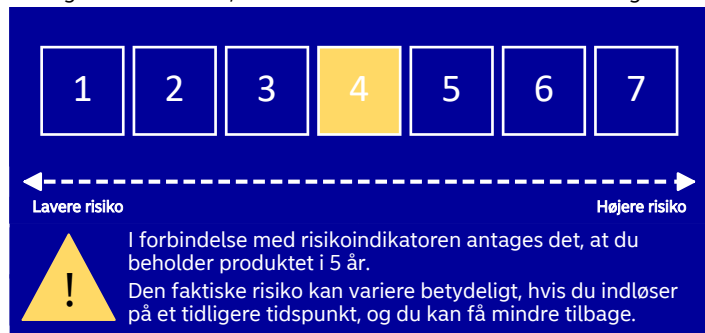 1 2 3 4 5 6 7
Lavere risiko Højere risiko
I forbindelse med risikoindikatoren antages det, at du
beholder produktet i 5 år.
! Den faktiske risiko kan variere betydeligt, hvis du indløser
på et tidligere tidspunkt, og du kan få mindre tilbage.